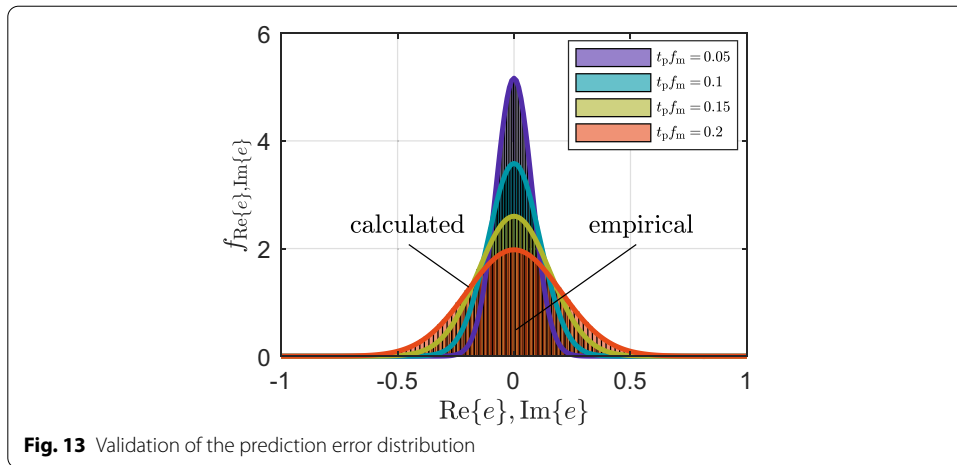 6
4
2
0
f_{Re{e},Im{e}}
t_p f_m = 0.05
t_p f_m = 0.1
t_p f_m = 0.15
t_p f_m = 0.2
calculated
empirical
-1
-0.5
0
0.5
1
Re{e}, Im{e}
Fig. 13 Validation of the prediction error distribution